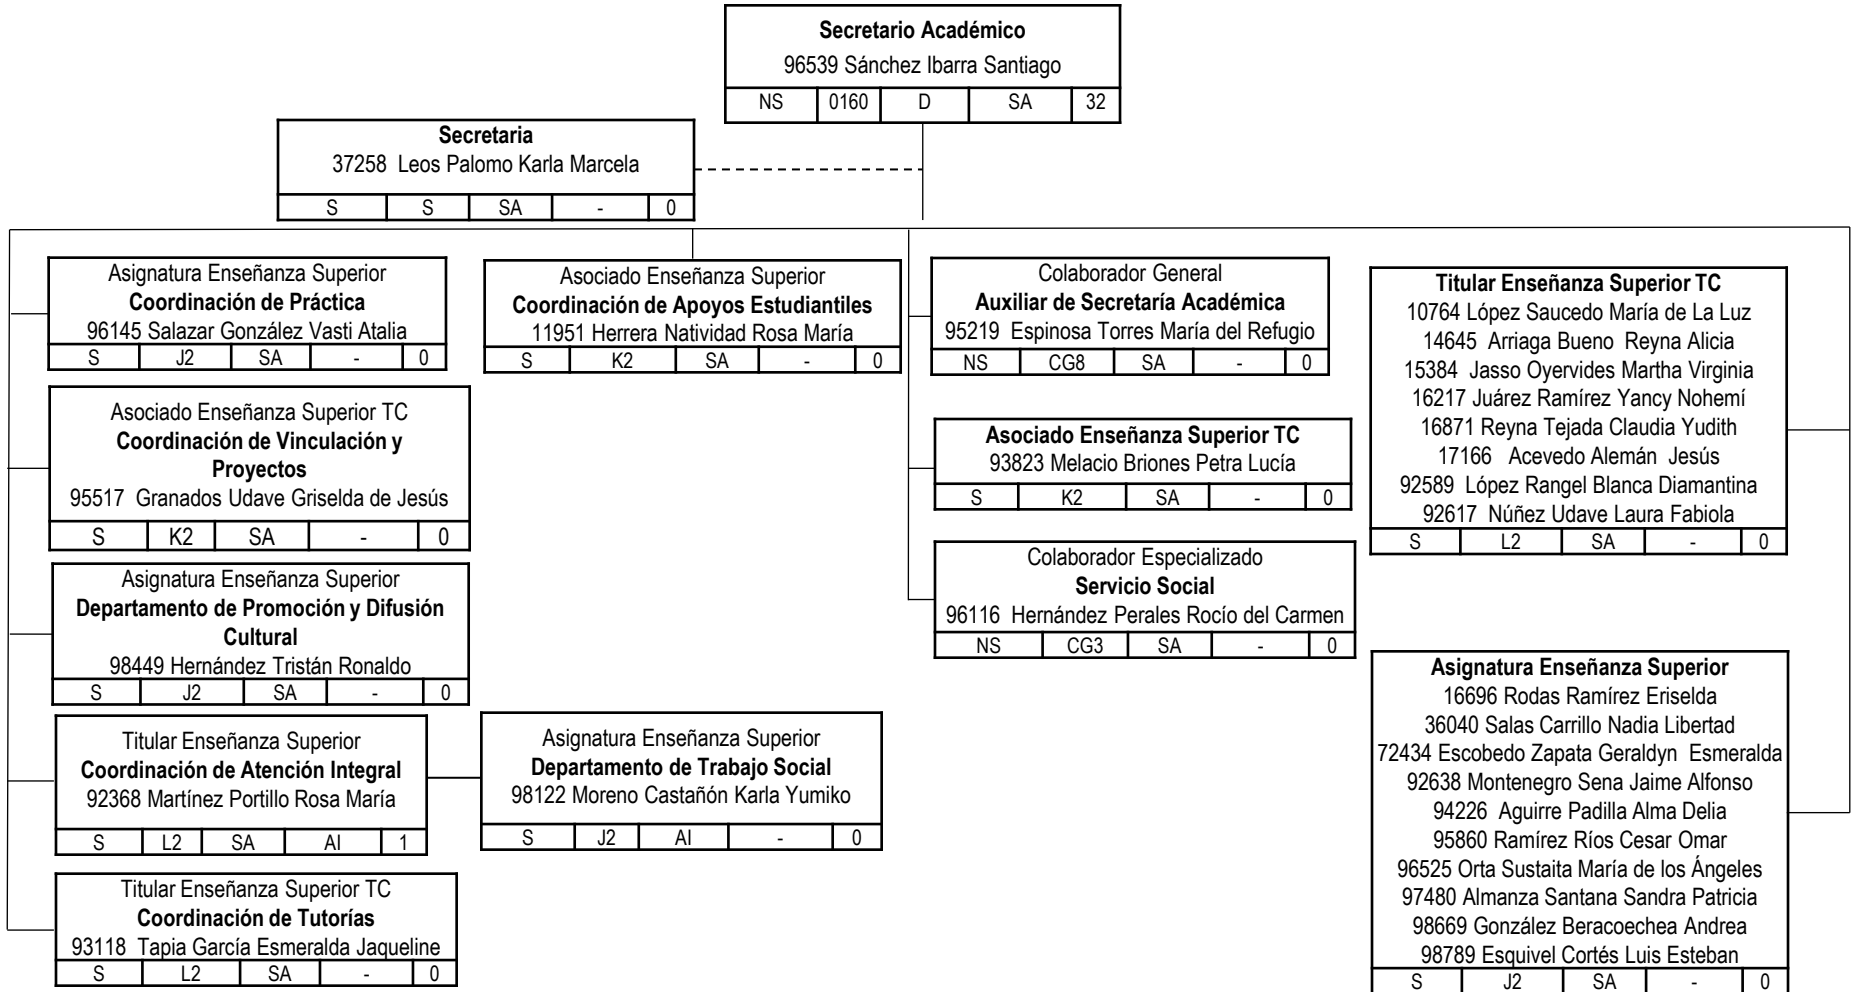 Secretario Académico
96539 Sánchez Ibarra Santiago
NS 0160 D SA 32
Secretaria
37258 Leos Palomo Karla Marcela
S S SA - 0
Asignatura Enseñanza Superior
Coordinación de Práctica
96145 Salazar González Vasti Atalia
S J2 SA - 0
Asociado Enseñanza Superior TC
Coordinación de Vinculación y
Proyectos
95517 Granados Udave Griselda de Jesús
S K2 SA - 0
Asignatura Enseñanza Superior
Departamento de Promoción y Difusión
Cultural
98449 Hernández Tristán Ronaldo
S J2 SA - 0
Titular Enseñanza Superior
Coordinación de Atención Integral
92368 Martínez Portillo Rosa María
S L2 SA AI 1
Asignatura Enseñanza Superior
Departamento de Trabajo Social
98122 Moreno Castañón Karla Yumiko
S J2 AI - 0
Titular Enseñanza Superior TC
Coordinación de Tutorías
93118 Tapia García Esmeralda Jaqueline
S L2 SA - 0
Asociado Enseñanza Superior
Coordinación de Apoyos Estudiantiles
11951 Herrera Natividad Rosa María
S K2 SA - 0
Colaborador General
Auxiliar de Secretaría Académica
95219 Espinosa Torres María del Refugio
NS CG8 SA - 0
Asociado Enseñanza Superior TC
93823 Melacio Briones Petra Lucía
S K2 SA - 0
Colaborador Especializado
Servicio Social
96116 Hernández Perales Rocío del Carmen
NS CG3 SA - 0
Titular Enseñanza Superior TC
10764 López Saucedo María de La Luz
14645 Arriaga Bueno Reyna Alicia
15384 Jasso Oyervides Martha Virginia
16217 Juárez Ramírez Yancy Nohemí
16871 Reyna Tejada Claudia Yudith
17166 Acevedo Alemán Jesús
92589 López Rangel Blanca Diamantina
92617 Núñez Udave Laura Fabiola
S L2 SA - 0
Asignatura Enseñanza Superior
16696 Rodas Ramírez Eriselda
36040 Salas Carrillo Nadia Libertad
72434 Escobedo Zapata Geraldyn Esmeralda
92638 Montenegro Sena Jaime Alfonso
94226 Aguirre Padilla Alma Delia
95860 Ramírez Ríos Cesar Omar
96525 Orta Sustaita María de los Ángeles
97480 Almanza Santana Sandra Patricia
98669 González Beracoechea Andrea
98789 Esquivel Cortés Luis Esteban
S J2 SA - 0